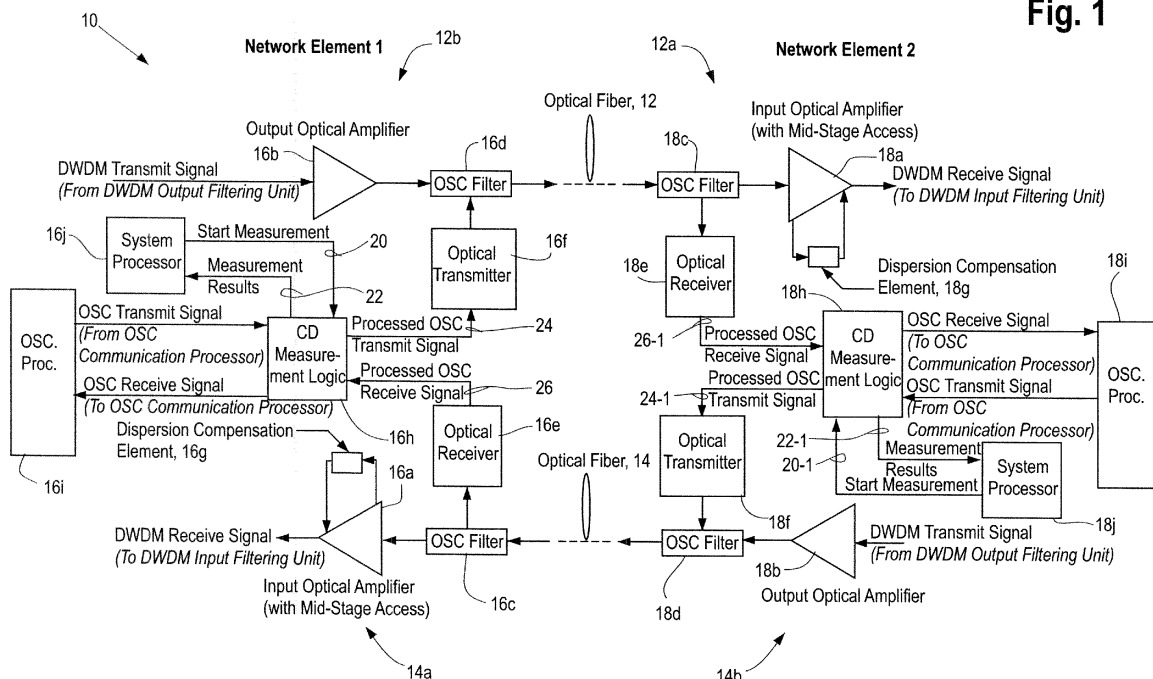 Fig. 1
10
Network Element 1
12b
12a
Network Element 2
Optical Fiber, 12
Output Optical Amplifier
16b
16d
18c
Input Optical Amplifier
(with Mid-Stage Access)
18a
DWDM Transmit Signal
(From DWDM Output Filtering Unit)
OSC Filter
OSC Filter
DWDM Receive Signal
(To DWDM Input Filtering Unit)
16j
System
Processor
Start Measurement
20
Measurement
Results
22
Optical
Transmitter
16f
18e
Optical
Receiver
Dispersion Compensation
Element, 18g
18h
18i
OSC.
Proc.
OSC Transmit Signal
(From OSC
Communication Processor)
OSC Receive Signal
(To OSC Communication Processor)
CD
Measure-
ment Logic
Processed OSC
Transmit Signal
24
Processed OSC
Receive Signal
26
26-1
Processed OSC
Receive Signal
Processed OSC
24-1
Transmit Signal
CD
Measure-
ment Logic
OSC Receive Signal
(To OSC
Communication Processor)
OSC Transmit Signal
(From OSC
Communication Processor)
OSC.
Proc.
Dispersion Compensation
Element, 16g
16h
16i
16a
Optical
Receiver
16e
Optical Fiber, 14
Optical
Transmitter
18f
22-1
20-1
Measurement
Results
Start Measurement
System
Processor
18j
DWDM Receive Signal
(To DWDM Input Filtering Unit)
OSC Filter
OSC Filter
DWDM Transmit Signal
(From DWDM Output Filtering Unit)
Input Optical Amplifier
(with Mid-Stage Access)
16c
18d
18b
Output Optical Amplifier
14a
14b